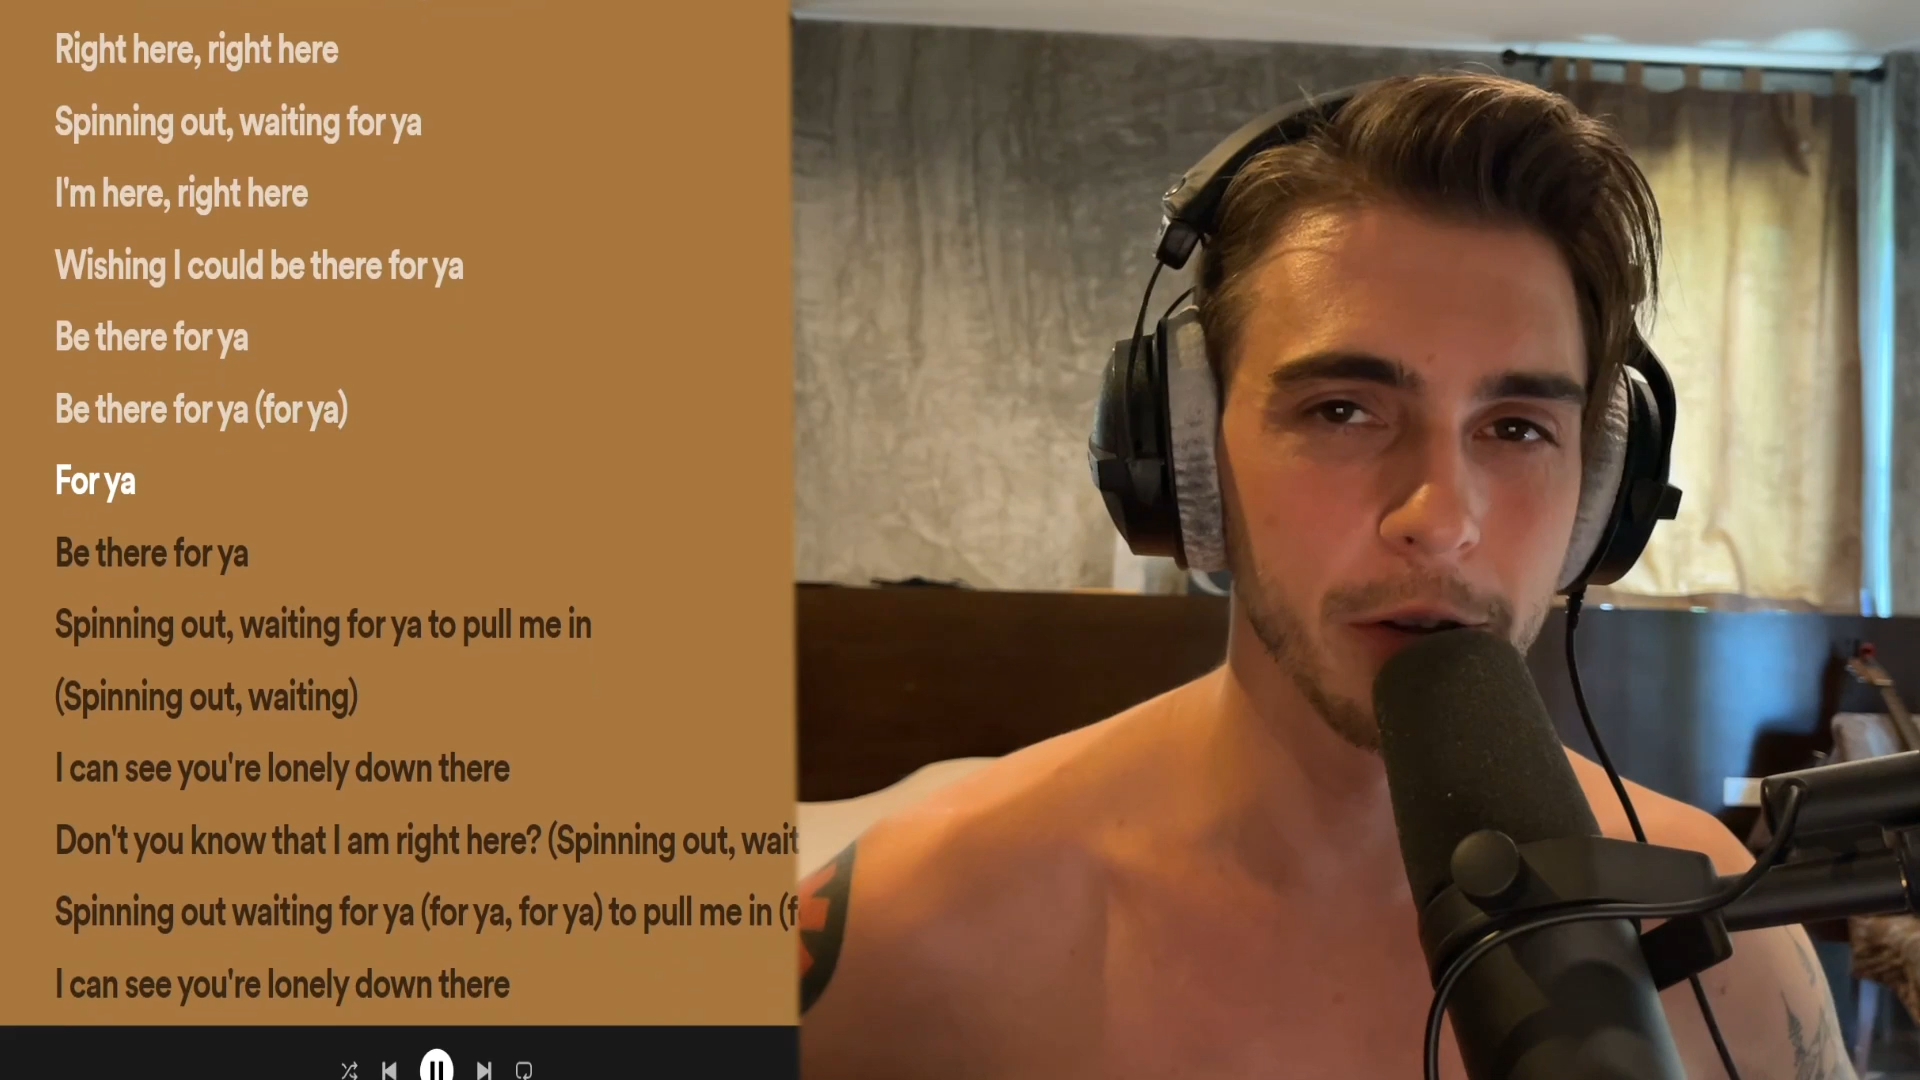 Right here, right here
Spinning out, waiting for ya
I'm here, right here
Wishing I could be there for ya
Be there for ya
Be there for ya (for ya)
For ya
Be there for ya
Spinning out, waiting for ya to pull me in
(Spinning out, waiting)
I can see you're lonely down there
Don't you know that I am right here? (Spinning out, wait
Spinning out waiting for ya (for ya, for ya) to pull me in (f
I can see you're lonely down there